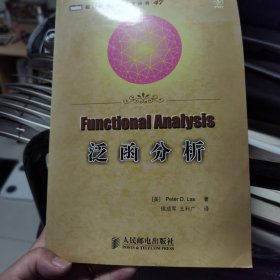 47
Functional Analysis
泛函分析
[美] Peter D. Lax 著
侯成军 王利广 译
人民邮电出版社
POSTS & TELECOM PRESS